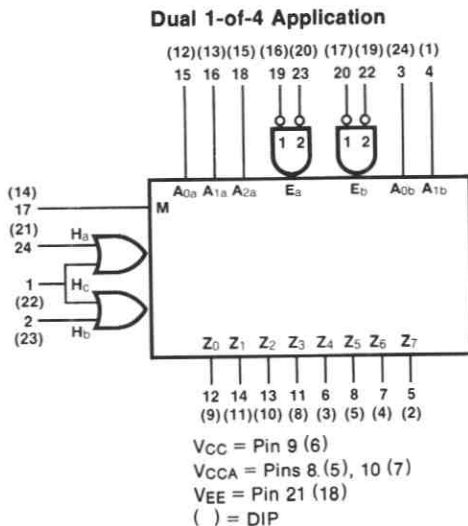 Dual 1-of-4 Application
(12) (13) (15) (16) (20) (17) (19) (24) (1)
15 16 18 19 23 20 22 3 4
1 2 1 2
A0a A1a A2a Ea Eb A0b A1b
(14)
17 M
(21)
24 Ha
1 Hc
(22)
2 Hb
(23)
Z0 Z1 Z2 Z3 Z4 Z5 Z6 Z7
12 14 13 11 6 8 7 5
(9) (11) (10) (8) (3) (5) (4) (2)
VCC = Pin 9 (6)
VCCA = Pins 8.(5), 10 (7)
VEE = Pin 21 (18)
( ) = DIP